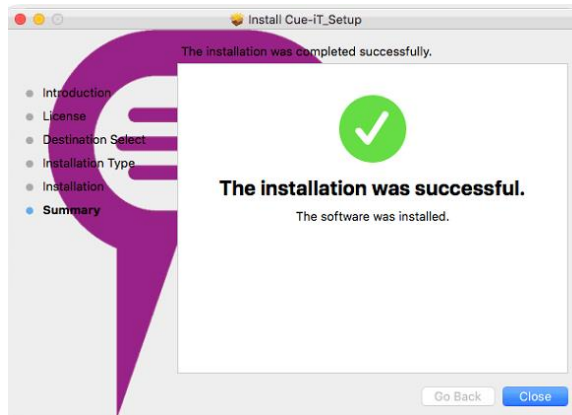 Install Cue-iT_Setup
The installation was completed successfully.
Introduction
License
Destination Select
Installation Type
Installation
Summary
The installation was successful.
The software was installed.
Go Back
Close